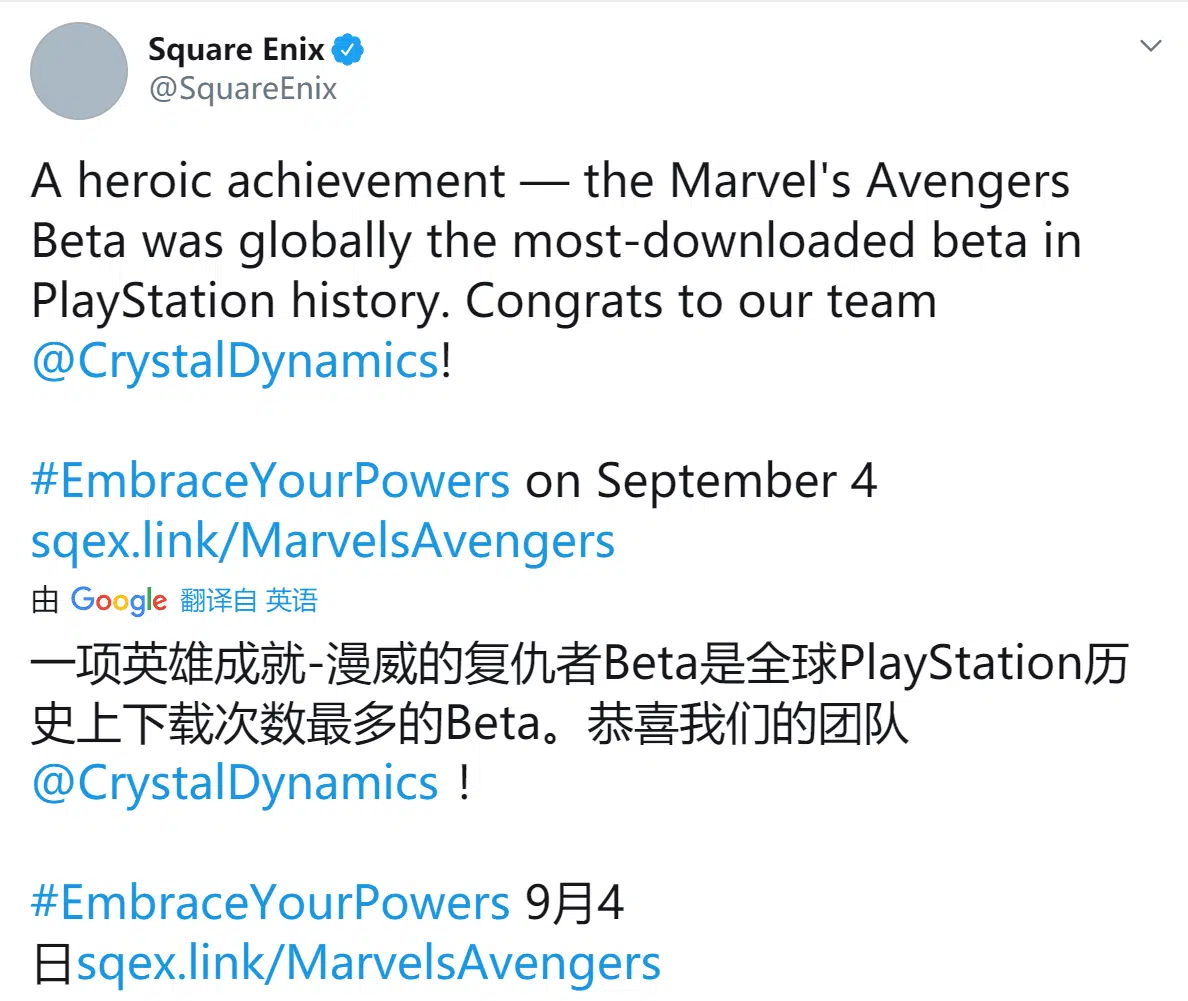 Square Enix
@SquareEnix
A heroic achievement — the Marvel's Avengers
Beta was globally the most-downloaded beta in
PlayStation history. Congrats to our team
@CrystalDynamics!
#EmbraceYourPowers on September 4
sqex.link/MarvelsAvengers
由 Google 翻译自 英语
一项英雄成就-漫威的复仇者Beta是全球PlayStation历
史上下载次数最多的Beta。恭喜我们的团队
@CrystalDynamics !
#EmbraceYourPowers 9月4
日sqex.link/MarvelsAvengers